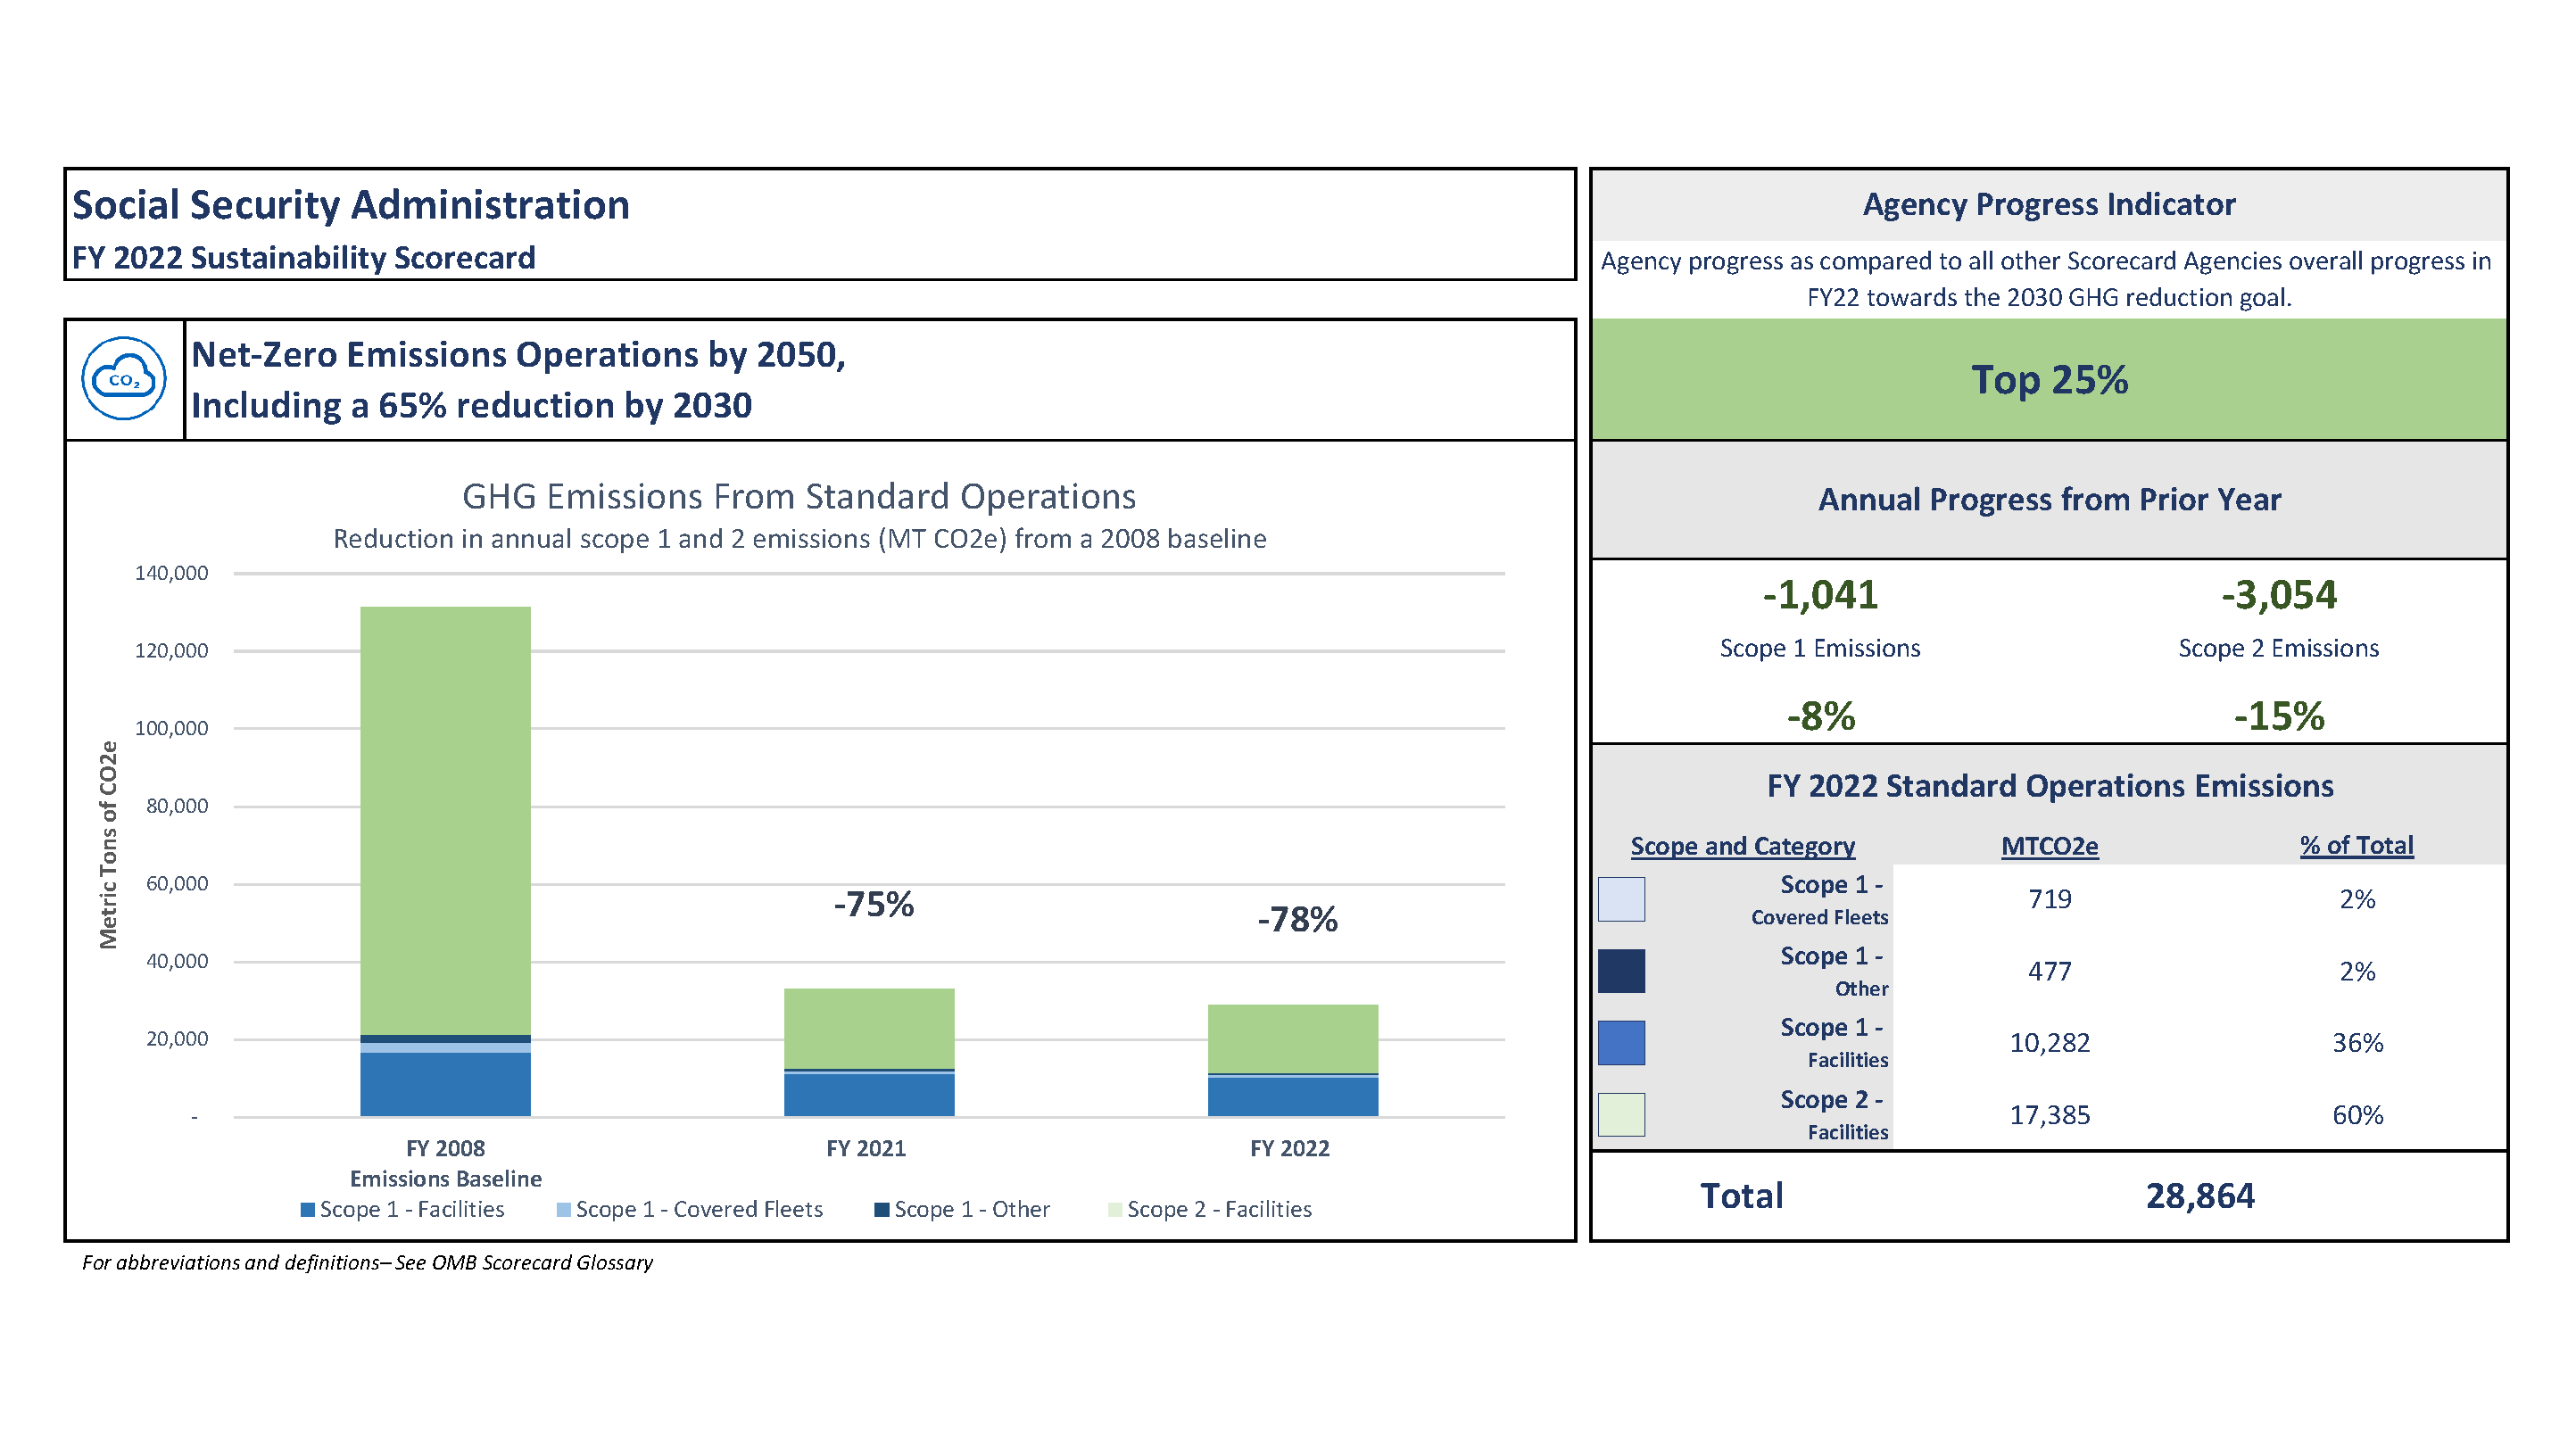 Social Security Administration
FY 2022 Sustainability Scorecard
CO₂
Net-Zero Emissions Operations by 2050,
Including a 65% reduction by 2030
GHG Emissions From Standard Operations
Reduction in annual scope 1 and 2 emissions (MT CO2e) from a 2008 baseline
Metric Tons of CO2e
140,000
120,000
100,000
80,000
60,000
40,000
20,000
-
-75%
-78%
FY 2008
Emissions Baseline
FY 2021
FY 2022
Scope 1 - Facilities
Scope 1 - Covered Fleets
Scope 1 - Other
Scope 2 - Facilities
For abbreviations and definitions– See OMB Scorecard Glossary
Agency Progress Indicator
Agency progress as compared to all other Scorecard Agencies overall progress in
FY22 towards the 2030 GHG reduction goal.
Top 25%
Annual Progress from Prior Year
-1,041 -3,054
Scope 1 Emissions Scope 2 Emissions
-8% -15%
FY 2022 Standard Operations Emissions
Scope and Category MTCO2e % of Total
Scope 1 -
Covered Fleets
719 2%
Scope 1 -
Other
477 2%
Scope 1 -
Facilities
10,282 36%
Scope 2 -
Facilities
17,385 60%
Total 28,864